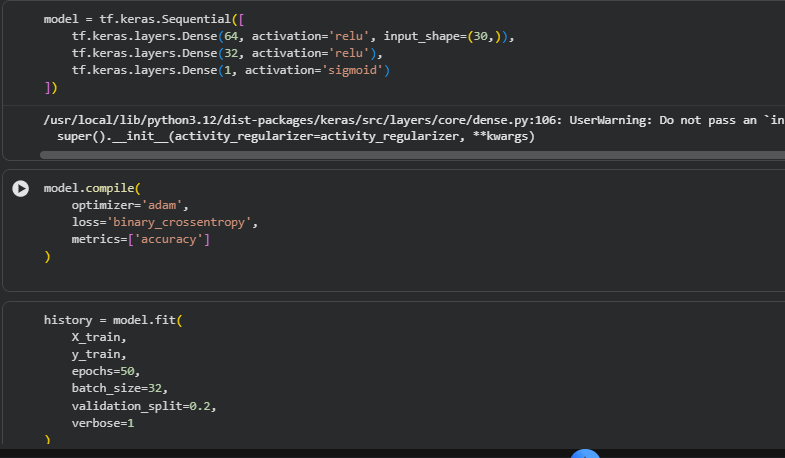 model = tf.keras.Sequential([
    tf.keras.layers.Dense(64, activation='relu', input_shape=(30,)),
    tf.keras.layers.Dense(32, activation='relu'),
    tf.keras.layers.Dense(1, activation='sigmoid')
])
/usr/local/lib/python3.12/dist-packages/keras/src/layers/core/dense.py:106: UserWarning: Do not pass an `in
  super().__init__(activity_regularizer=activity_regularizer, **kwargs)
model.compile(
    optimizer='adam',
    loss='binary_crossentropy',
    metrics=['accuracy']
)
history = model.fit(
    X_train,
    y_train,
    epochs=50,
    batch_size=32,
    validation_split=0.2,
    verbose=1
)